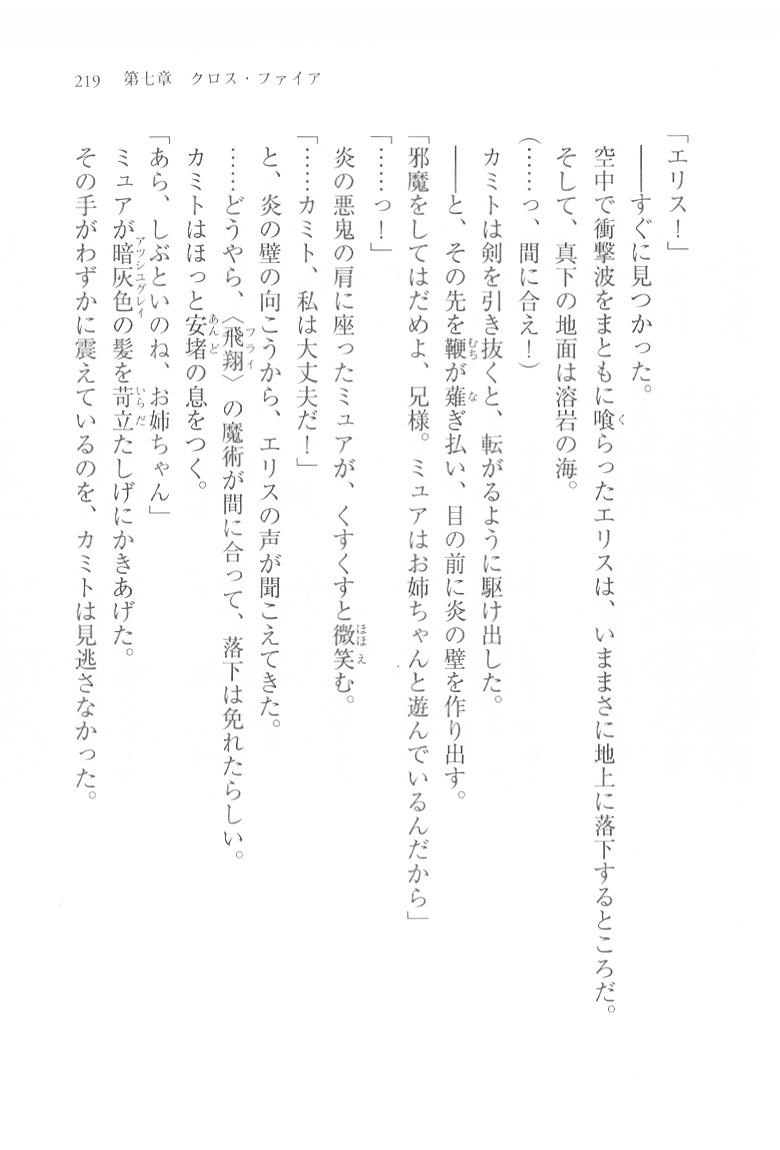 219　第七章　クロス・ファイア
「エリス！」
――すぐに見つかった。
空中で衝撃波をまともに喰らったエリスは、いままさに地上に落下するところだ。
そして、真下の地面は溶岩の海。
（……っ、間に合え！）
カミトは剣を引き抜くと、転がるように駆け出した。
――と、その先を鞭が薙ぎ払い、目の前に炎の壁を作り出す。
「邪魔をしてはだめよ、兄様。ミュアはお姉ちゃんと遊んでいるんだから」
「……っ！」
炎の悪鬼の肩に座ったミュアが、くすくすと微笑む。
「……カミト、私は大丈夫だ！」
と、炎の壁の向こうから、エリスの声が聞こえてきた。
……どうやら、〈飛翔〉の魔術が間に合って、落下は免れたらしい。
カミトはほっと安堵の息をつく。
「あら、しぶといのね、お姉ちゃん」
ミュアが暗灰色の髪を苛立たしげにかきあげた。
その手がわずかに震えているのを、カミトは見逃さなかった。